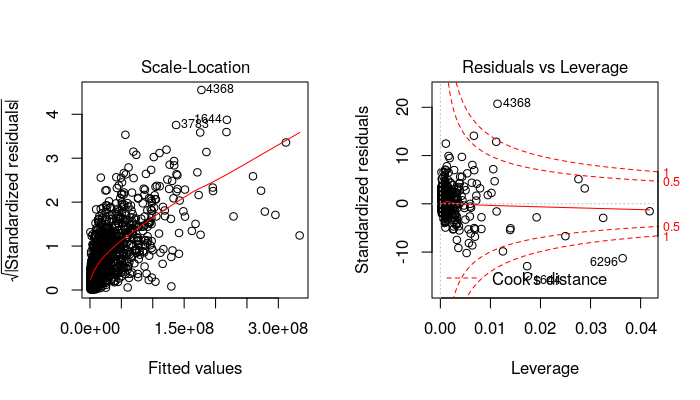 Scale-Location
√|Standardized residuals|
4
3
2
1
0
4368
1644
3783
0.0e+00
1.5e+08
3.0e+08
Fitted values
Residuals vs Leverage
Standardized residuals
20
10
0
-10
4368
1
0.5
0.5
1
6296
Cook's distance
1644
0.00
0.01
0.02
0.03
0.04
Leverage